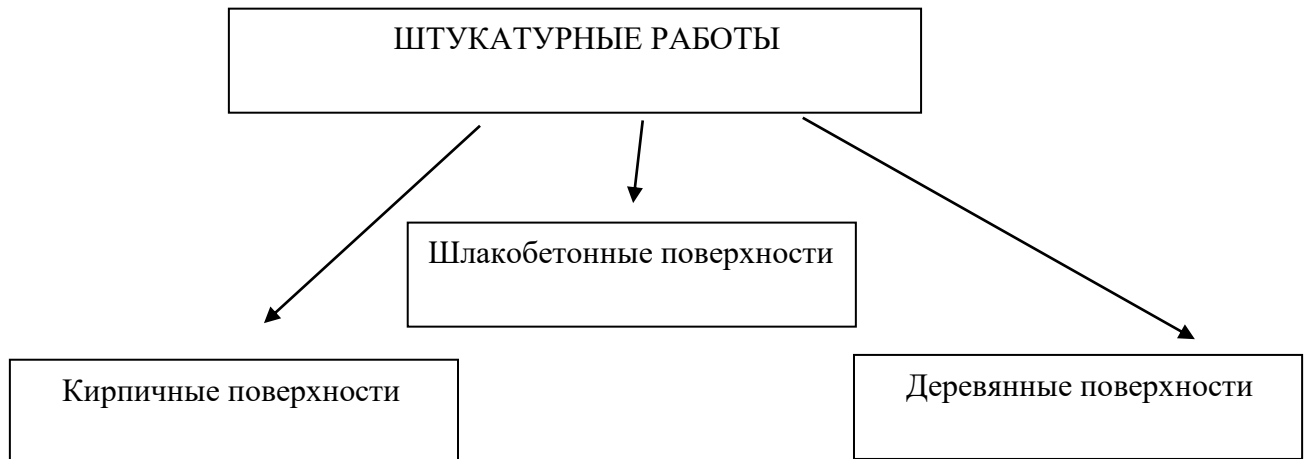 ШТУКАТУРНЫЕ РАБОТЫ
Шлакобетонные поверхности
Кирпичные поверхности
Деревянные поверхности